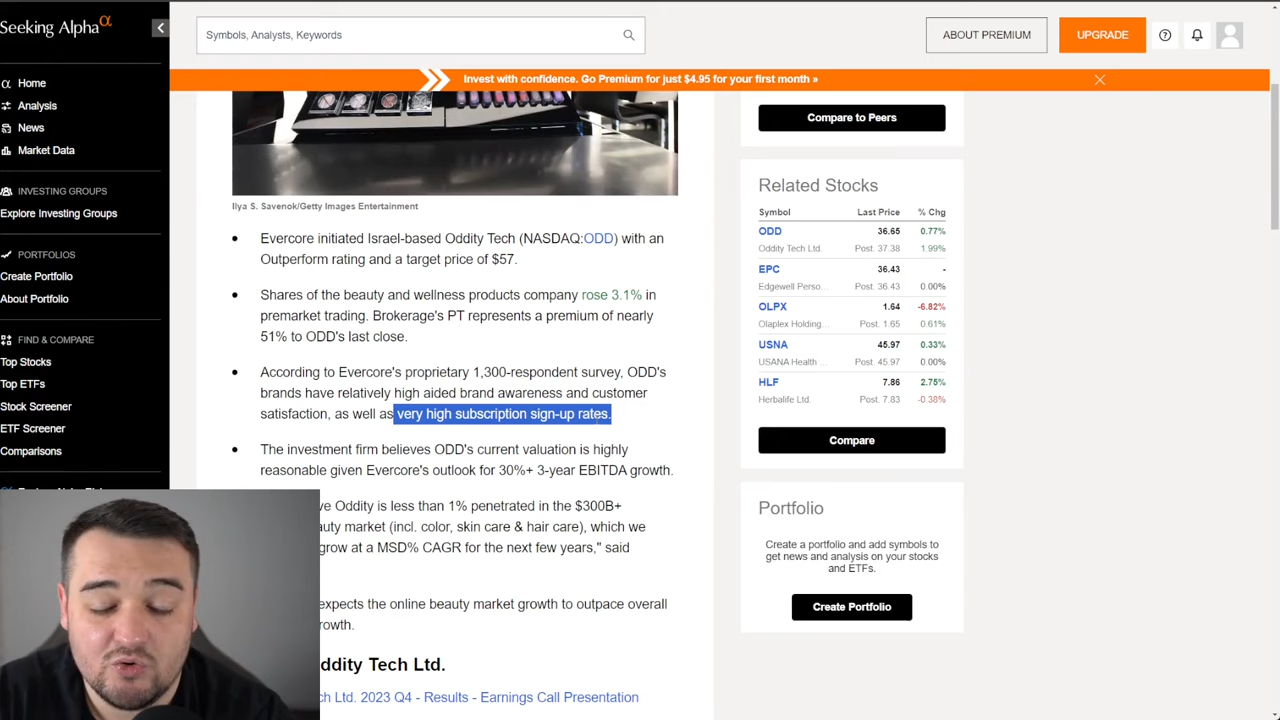 Seeking Alpha α
Symbols, Analysts, Keywords
ABOUT PREMIUM
UPGRADE
Invest with confidence. Go Premium for just $4.95 for your first month »
α Home
Analysis
News
Market Data
INVESTING GROUPS
Explore Investing Groups
PORTFOLIOS
Create Portfolio
About Portfolio
FIND & COMPARE
Top Stocks
Top ETFs
Stock Screener
ETF Screener
Comparisons
Ilya S. Savenok/Getty Images Entertainment
Evercore initiated Israel-based Oddity Tech (NASDAQ:ODD) with an
Outperform rating and a target price of $57.
Shares of the beauty and wellness products company rose 3.1% in
premarket trading. Brokerage's PT represents a premium of nearly
51% to ODD's last close.
According to Evercore's proprietary 1,300-respondent survey, ODD's
brands have relatively high aided brand awareness and customer
satisfaction, as well as very high subscription sign-up rates.
The investment firm believes ODD's current valuation is highly
reasonable given Evercore's outlook for 30%+ 3-year EBITDA growth.
Oddity is less than 1% penetrated in the $300B+
market (incl. color, skin care & hair care), which we
grow at a MSD% CAGR for the next few years," said
expects the online beauty market growth to outpace overall
Tech Ltd.
Ltd. 2023 Q4 - Results - Earnings Call Presentation
Compare to Peers
Related Stocks
Symbol Last Price % Chg
ODD 36.65 0.77%
Oddity Tech Ltd. Post. 37.38 1.99%
EPC 36.43 -
Edgewell Perso... Post. 36.43 0.00%
OLPX 1.64 -6.82%
Olaplex Holding... Post. 1.65 0.61%
USNA 45.97 0.33%
USANA Health ... Post. 45.97 0.00%
HLF 7.86 2.75%
Herbalife Ltd. Post. 7.83 -0.38%
Compare
Portfolio
Create a portfolio and add symbols to
get news and analysis on your stocks
and ETFs.
Create Portfolio